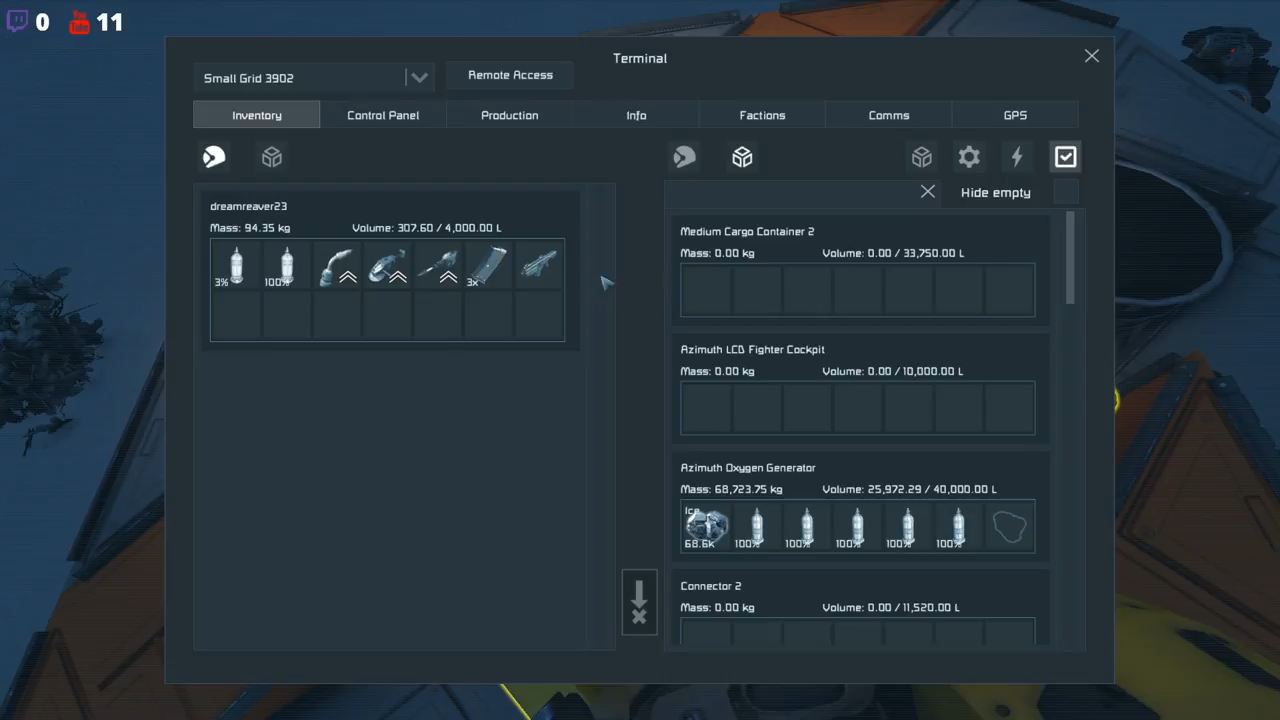 0 You Tube 11
Terminal
Small Grid 3902
Remote Access
Inventory Control Panel Production Info Factions Comms GPS
Hide empty
dreamreaver23
Mass: 94.35 kg Volume: 307.60 / 4,000.00 L
3% 100% 3x
Medium Cargo Container 2
Mass: 0.00 kg Volume: 0.00 / 33,750.00 L
Azimuth LCD Fighter Cockpit
Mass: 0.00 kg Volume: 0.00 / 10,000.00 L
Azimuth Oxygen Generator
Mass: 68,723.75 kg Volume: 25,972.29 / 40,000.00 L
Ice
68.6k 100% 100% 100% 100% 100%
Connector 2
Mass: 0.00 kg Volume: 0.00 / 11,520.00 L